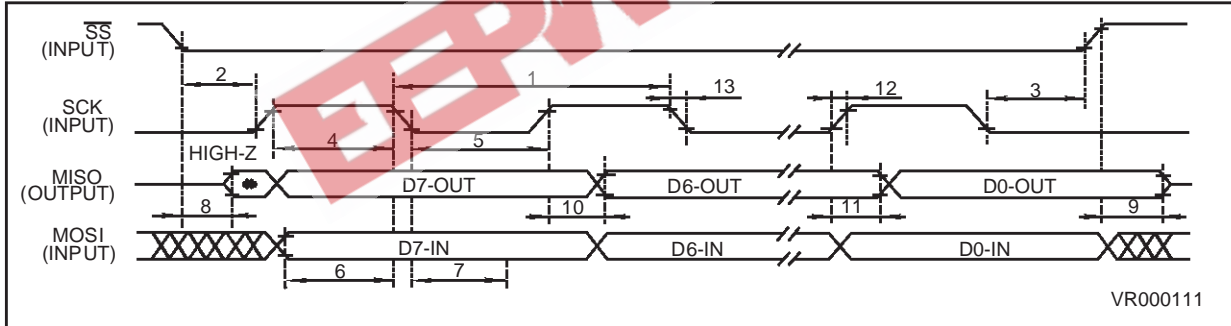 SS
(INPUT)
1
2
13
12
3
SCK
(INPUT)
4
5
HIGH-Z
MISO
(OUTPUT)
D7-OUT
D6-OUT
D0-OUT
8
10
11
9
MOSI
(INPUT)
D7-IN
D6-IN
D0-IN
6
7
VR000111